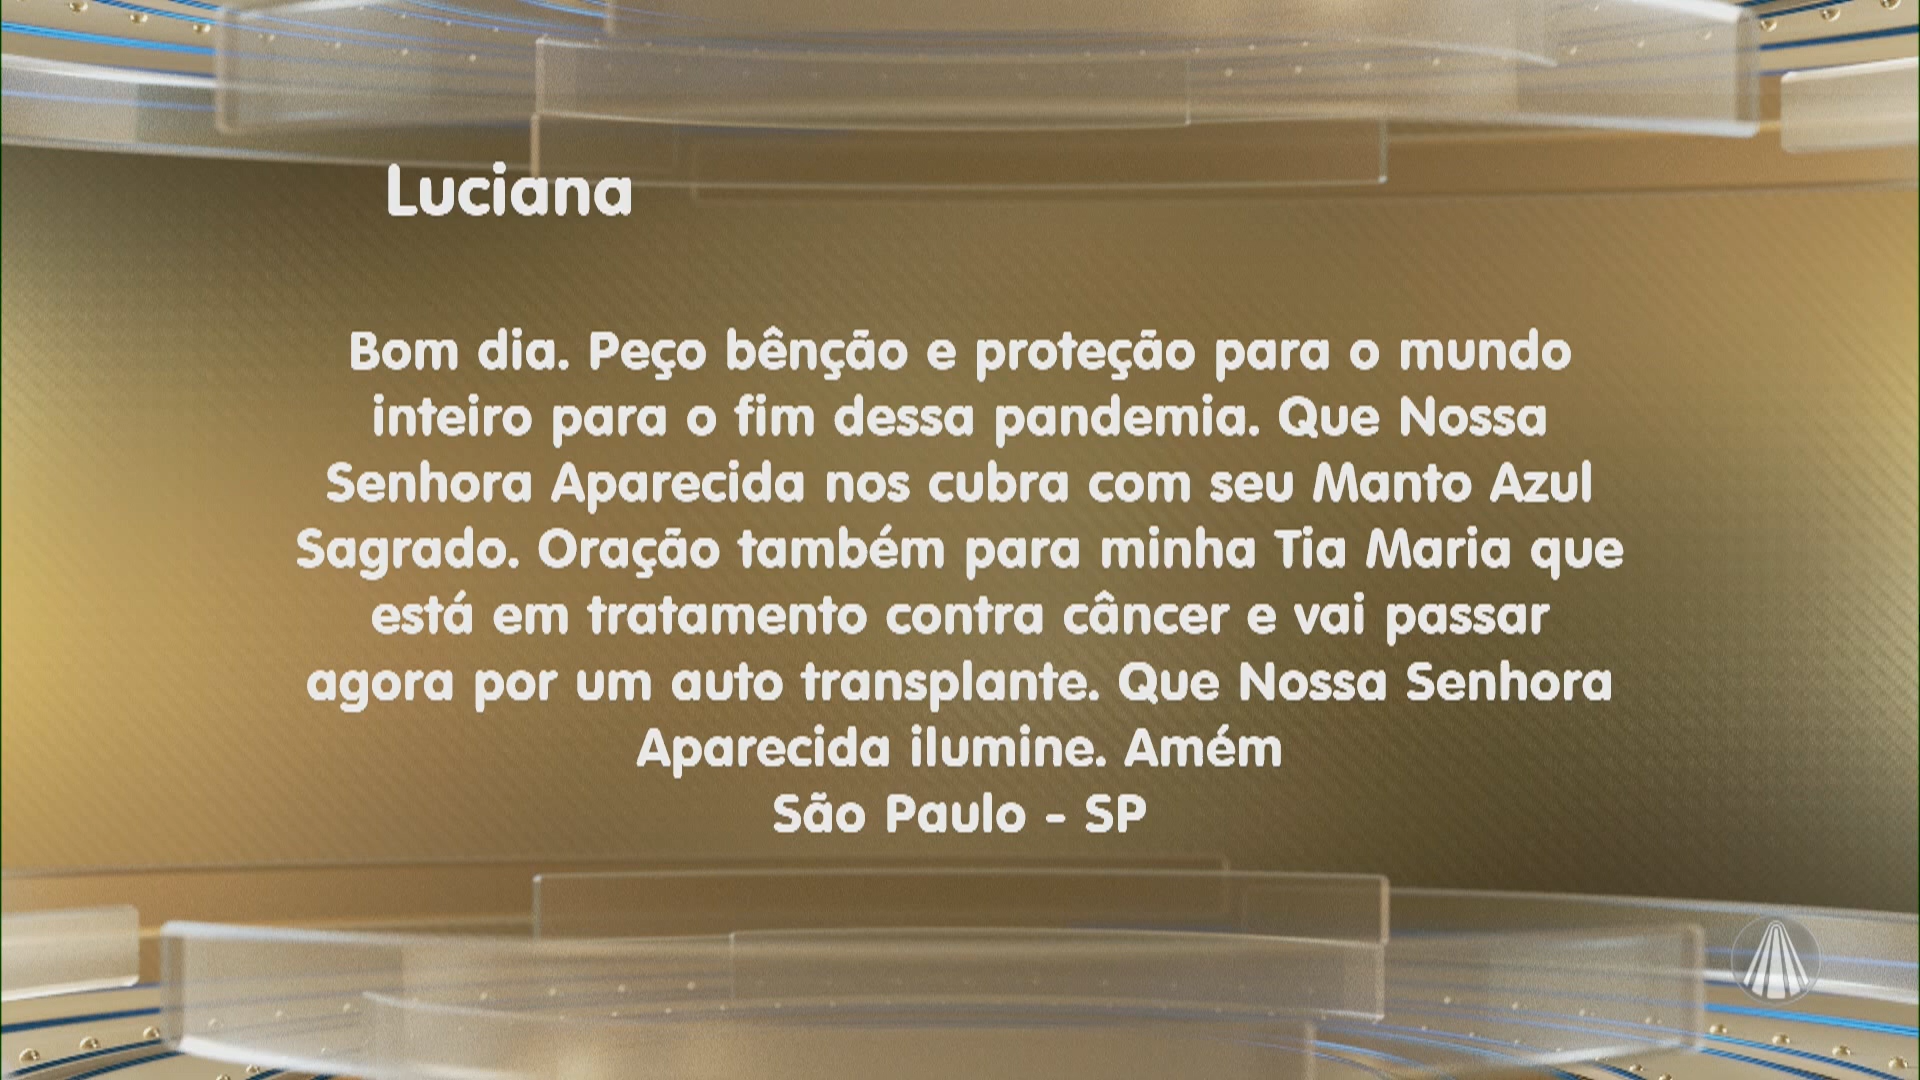 Luciana
Bom dia. Peço bênção e proteção para o mundo
inteiro para o fim dessa pandemia. Que Nossa
Senhora Aparecida nos cubra com seu Manto Azul
Sagrado. Oração também para minha Tia Maria que
está em tratamento contra câncer e vai passar
agora por um auto transplante. Que Nossa Senhora
Aparecida ilumine. Amém
São Paulo - SP